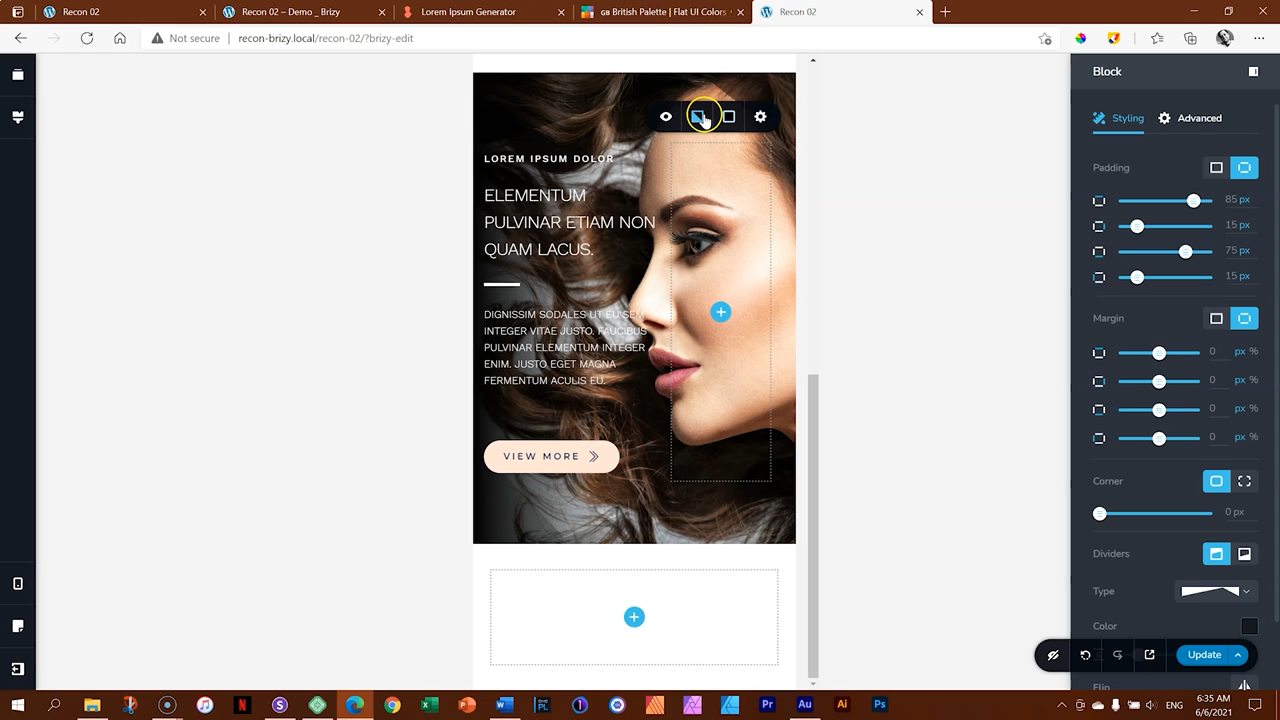 Recon 02
Recon 02 – Demo _ Brizy
Lorem Ipsum Generator
GB British Palette | Flat UI Colors
Recon 02
Not secure
recon-brizy.local/recon-02/?brizy-edit
Block
Styling
Advanced
Padding
85 px
15 px
75 px
15 px
Margin
0 px %
0 px %
0 px %
0 px %
Corner
0 px
Dividers
Type
Color
Flip
Update
LOREM IPSUM DOLOR
ELEMENTUM
PULVINAR ETIAM NON
QUAM LACUS.
DIGNISSIM SODALES UT EU SEM
INTEGER VITAE JUSTO. FAUCIBUS
PULVINAR ELEMENTUM INTEGER
ENIM. JUSTO EGET MAGNA
FERMENTUM ACULIS EU.
VIEW MORE
ENG
6:35 AM
6/6/2021